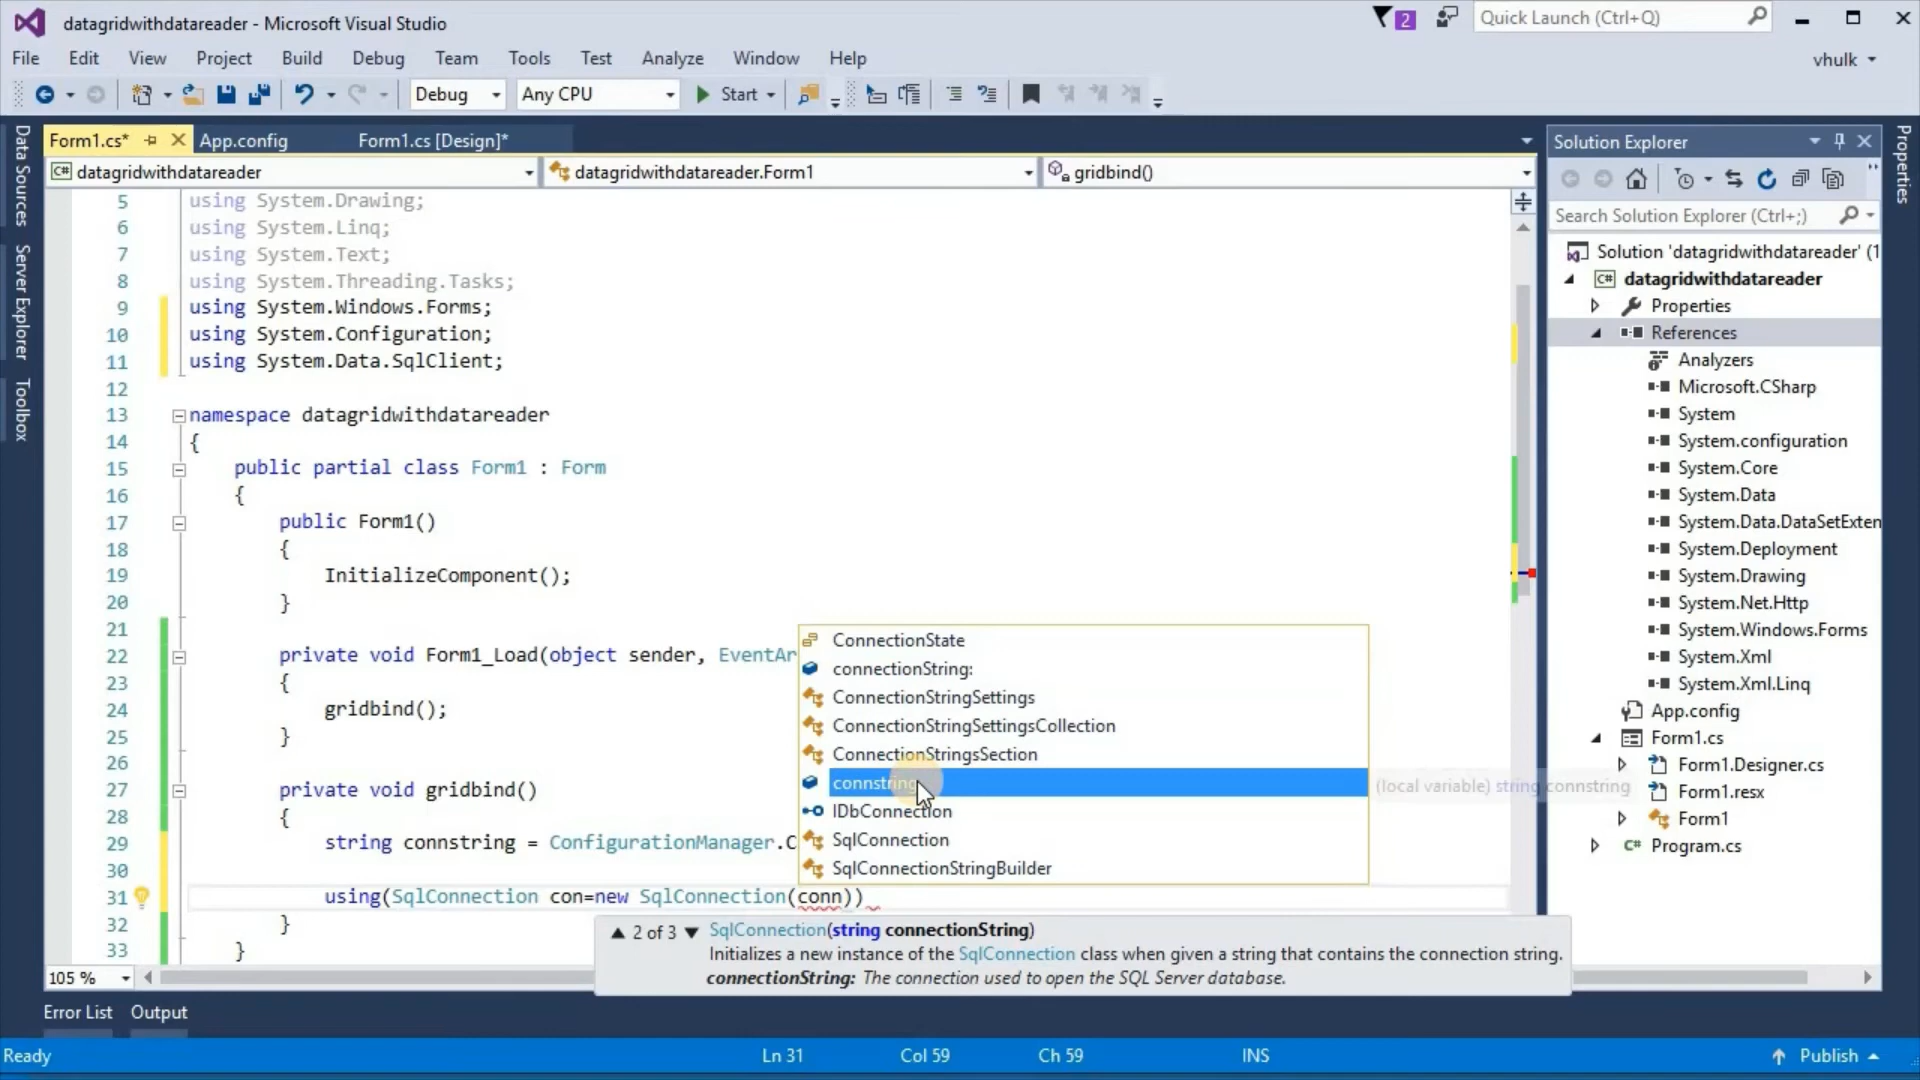 datagridwithdatareader - Microsoft Visual Studio
2
Quick Launch (Ctrl+Q)
File Edit View Project Build Debug Team Tools Test Analyze Window Help
vhulk
Debug Any CPU Start
Data Sources
Server Explorer
Toolbox
Form1.cs* App.config Form1.cs [Design]*
C# datagridwithdatareader datagridwithdatareader.Form1 gridbind()
5 using System.Drawing;
6 using System.Linq;
7 using System.Text;
8 using System.Threading.Tasks;
9 using System.Windows.Forms;
10 using System.Configuration;
11 using System.Data.SqlClient;
12
13 namespace datagridwithdatareader
14 {
15 public partial class Form1 : Form
16 {
17 public Form1()
18 {
19 InitializeComponent();
20 }
21
22 private void Form1_Load(object sender, EventAr
23 {
24 gridbind();
25 }
26
27 private void gridbind()
28 {
29 string connstring = ConfigurationManager.C
30
31 using(SqlConnection con=new SqlConnection(conn))
32 }
33 }
ConnectionState
connectionString:
ConnectionStringSettings
ConnectionStringSettingsCollection
ConnectionStringsSection
connstring
IDbConnection
SqlConnection
SqlConnectionStringBuilder
(local variable) string connstring
▲ 2 of 3 ▼ SqlConnection(string connectionString)
Initializes a new instance of the SqlConnection class when given a string that contains the connection string.
connectionString: The connection used to open the SQL Server database.
105 %
Solution Explorer
Search Solution Explorer (Ctrl+;)
Solution 'datagridwithdatareader' (1
C# datagridwithdatareader
Properties
References
Analyzers
Microsoft.CSharp
System
System.configuration
System.Core
System.Data
System.Data.DataSetExten
System.Deployment
System.Drawing
System.Net.Http
System.Windows.Forms
System.Xml
System.Xml.Linq
App.config
Form1.cs
Form1.Designer.cs
Form1.resx
Form1
C# Program.cs
Properties
Error List Output
Ready Ln 31 Col 59 Ch 59 INS Publish